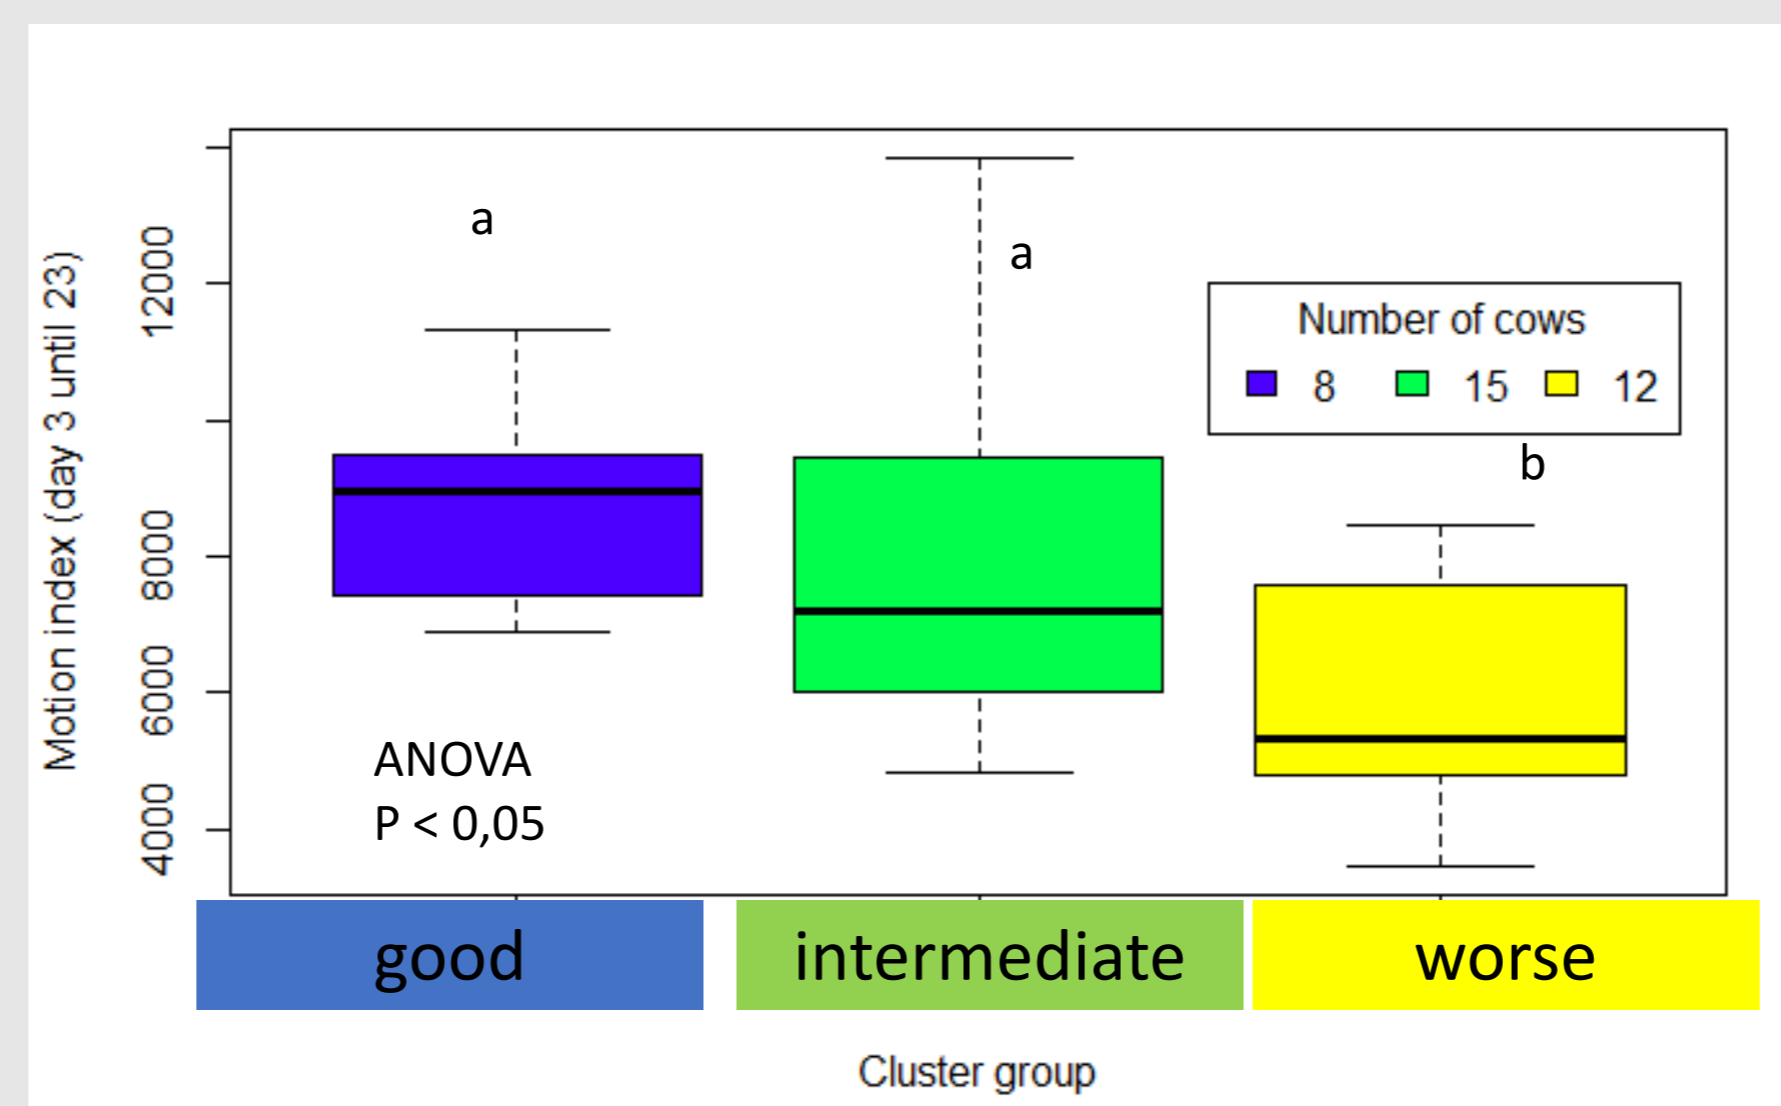 Motion index (day 3 until 23)
12000
8000
6000
4000
a
a
b
Number of cows
8 15 12
ANOVA
P < 0,05
good intermediate worse
Cluster group